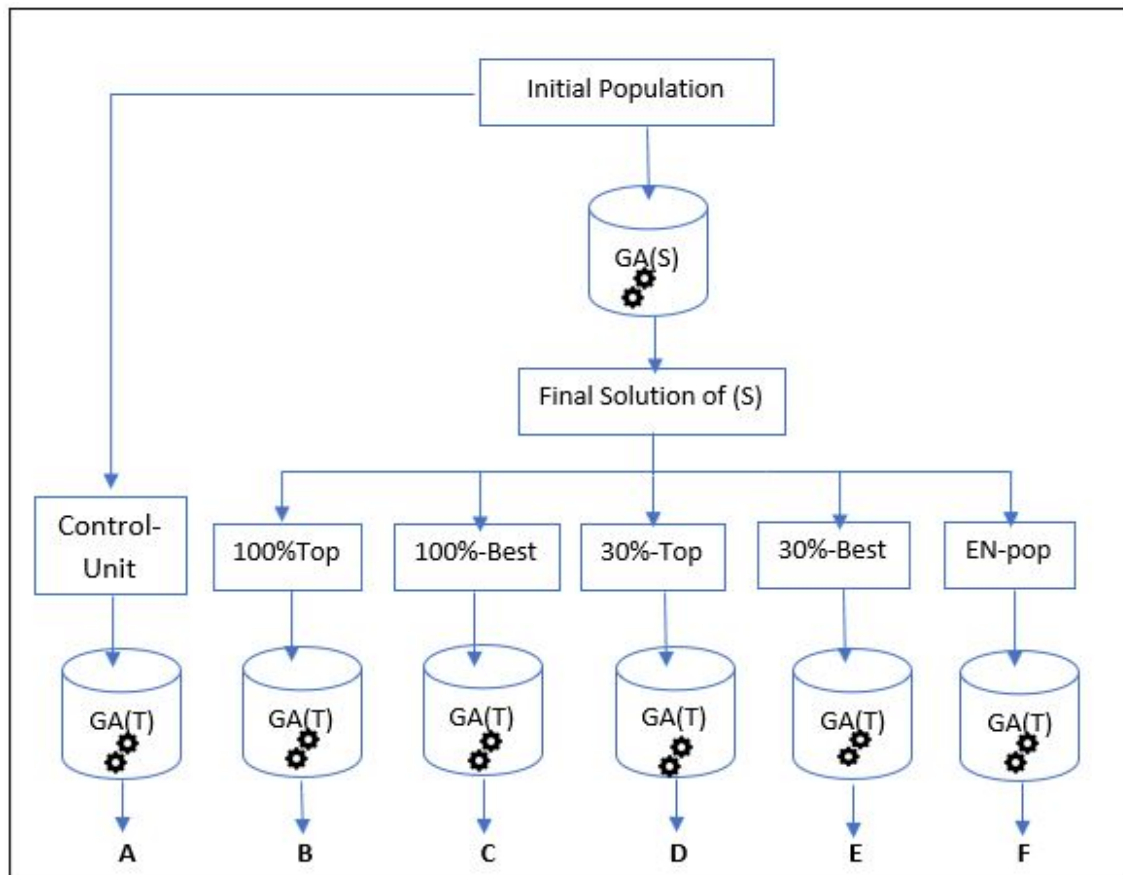 Initial Population
GA(S)
Final Solution of (S)
Control-
Unit
100%Top
100%-Best
30%-Top
30%-Best
EN-pop
GA(T)
GA(T)
GA(T)
GA(T)
GA(T)
GA(T)
A
B
C
D
E
F